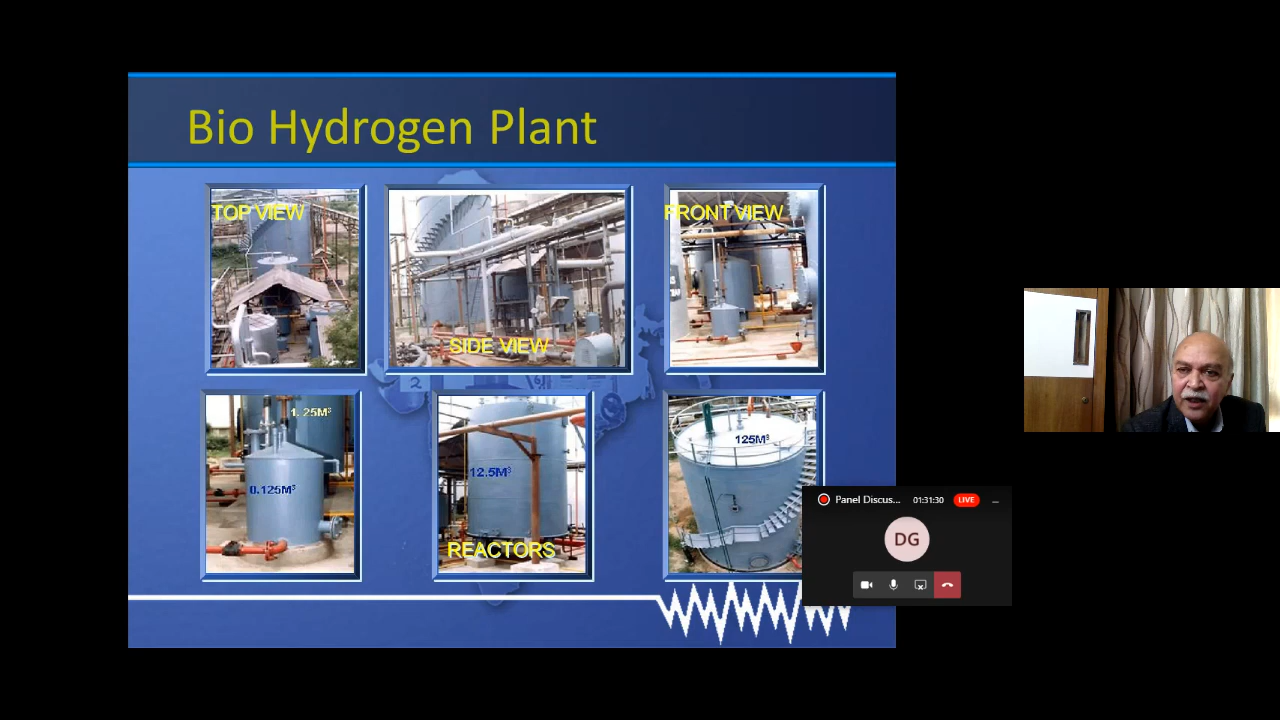 Bio Hydrogen Plant
TOP VIEW
SIDE VIEW
FRONT VIEW
1. 25M³
0.125M³
12.5M³
REACTORS
125M³
2
Panel Discus... 01:31:30 LIVE
DG